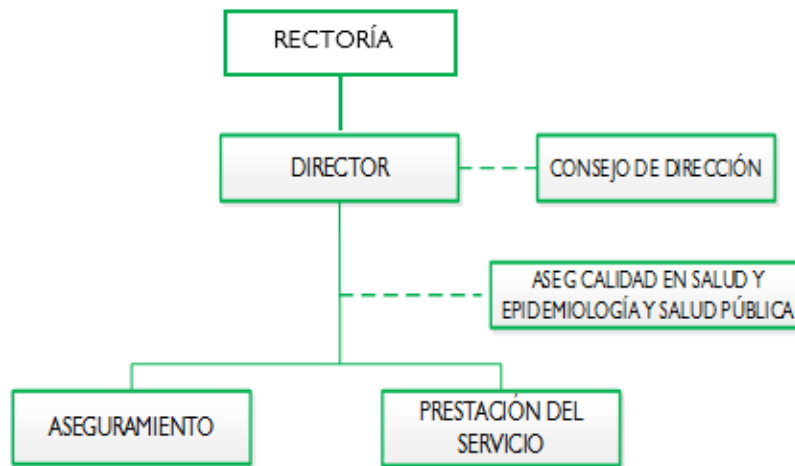 RECTORÍA
DIRECTOR
CONSEJO DE DIRECCIÓN
ASEG CALIDAD EN SALUD Y
EPIDEMIOLOGÍA Y SALUD PÚBLICA
ASEGURAMIENTO
PRESTACIÓN DEL
SERVICIO